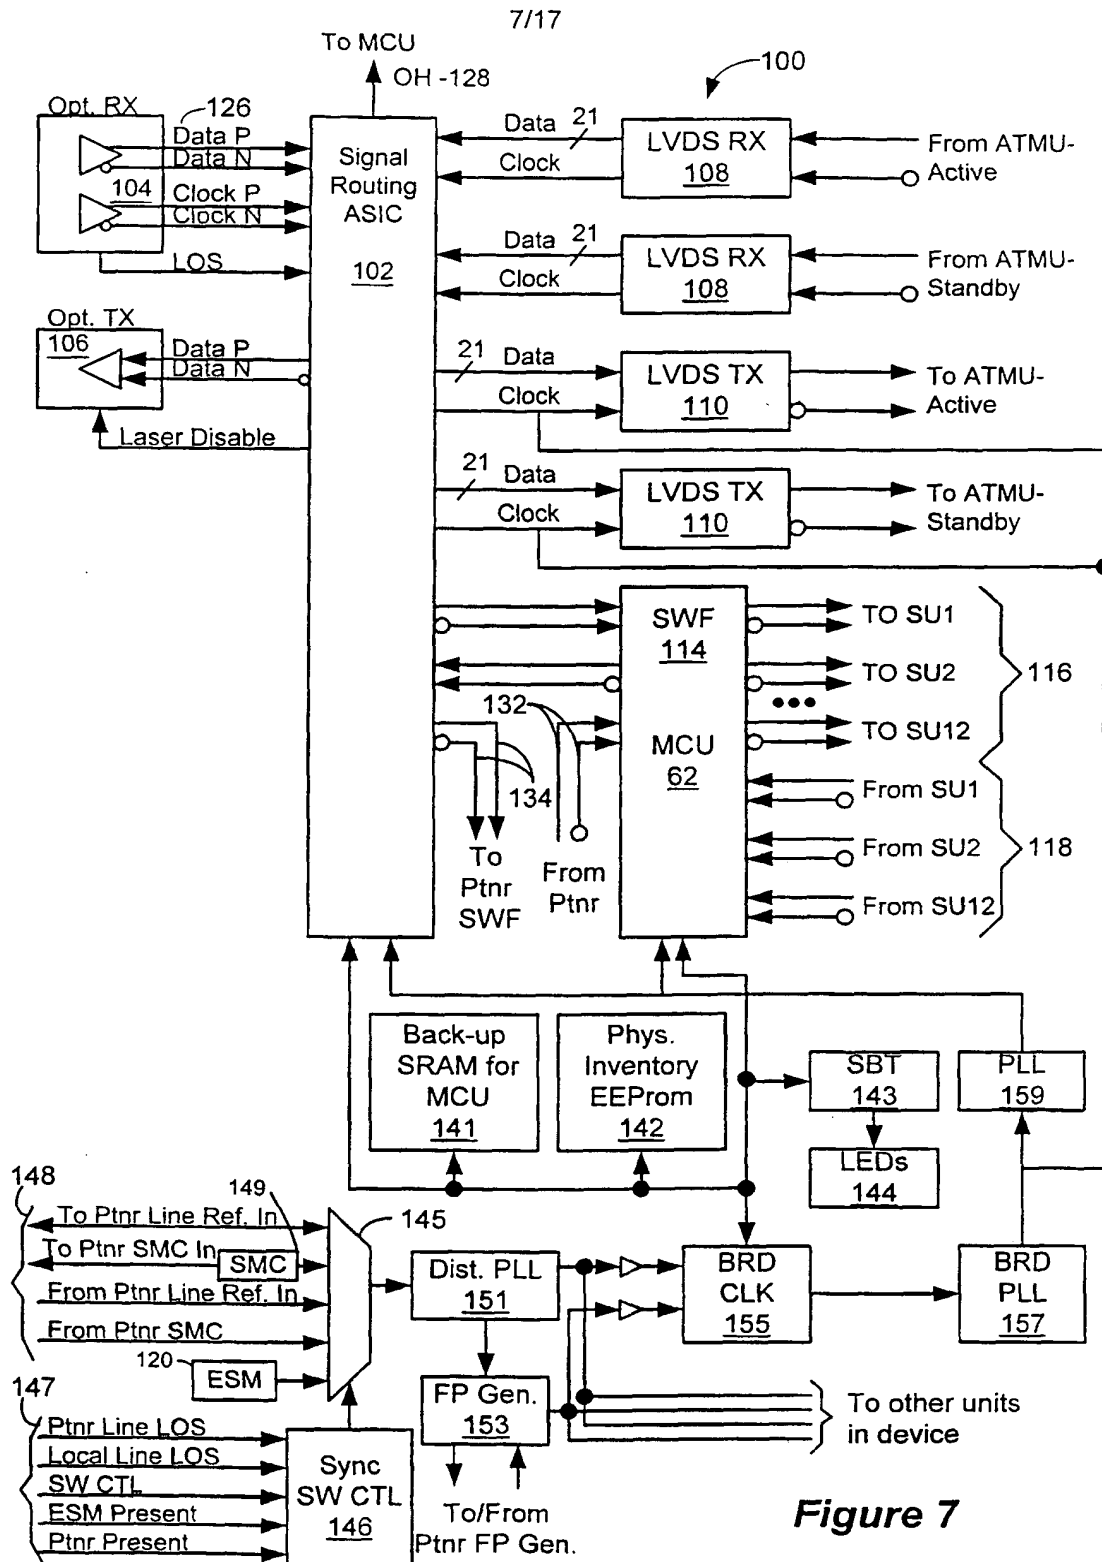 7/17
To MCU
OH -128
100
Opt. RX
126
Data P
Data N
104
Clock P
Clock N
LOS
Signal
Routing
ASIC
102
Data
21
Clock
LVDS RX
108
From ATMU-
Active
Data
21
Clock
LVDS RX
108
From ATMU-
Standby
Opt. TX
106
Data P
Data N
Laser Disable
21
Data
Clock
LVDS TX
110
To ATMU-
Active
21
Data
Clock
LVDS TX
110
To ATMU-
Standby
SWF
114
MCU
62
TO SU1
TO SU2
TO SU12
116
From SU1
From SU2
From SU12
118
132
134
To
Ptnr
SWF
From
Ptnr
Back-up
SRAM for
MCU
141
Phys.
Inventory
EEProm
142
SBT
143
LEDs
144
PLL
159
148
To Ptnr Line Ref. In
149
145
To Ptnr SMC In
SMC
From Ptnr Line Ref. In
From Ptnr SMC
120
ESM
Dist. PLL
151
BRD
CLK
155
BRD
PLL
157
FP Gen.
153
To other units
in device
147
Ptnr Line LOS
Local Line LOS
SW CTL
ESM Present
Ptnr Present
Sync
SW CTL
146
To/From
Ptnr FP Gen.
Figure 7